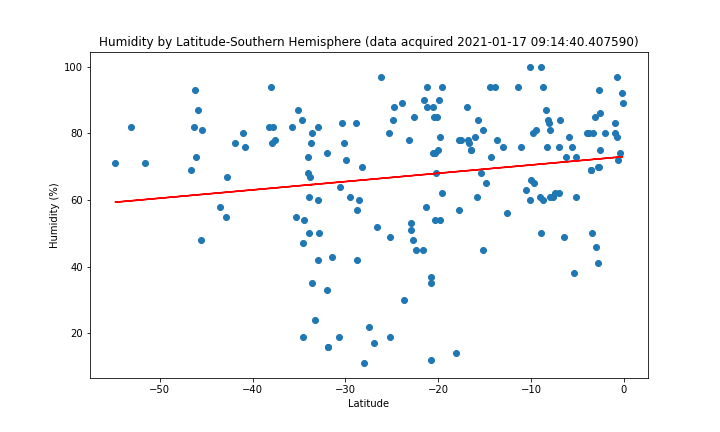 Humidity by Latitude-Southern Hemisphere (data acquired 2021-01-17 09:14:40.407590)
100
80
60
40
20
Humidity (%)
−50 −40 −30 −20 −10 0
Latitude